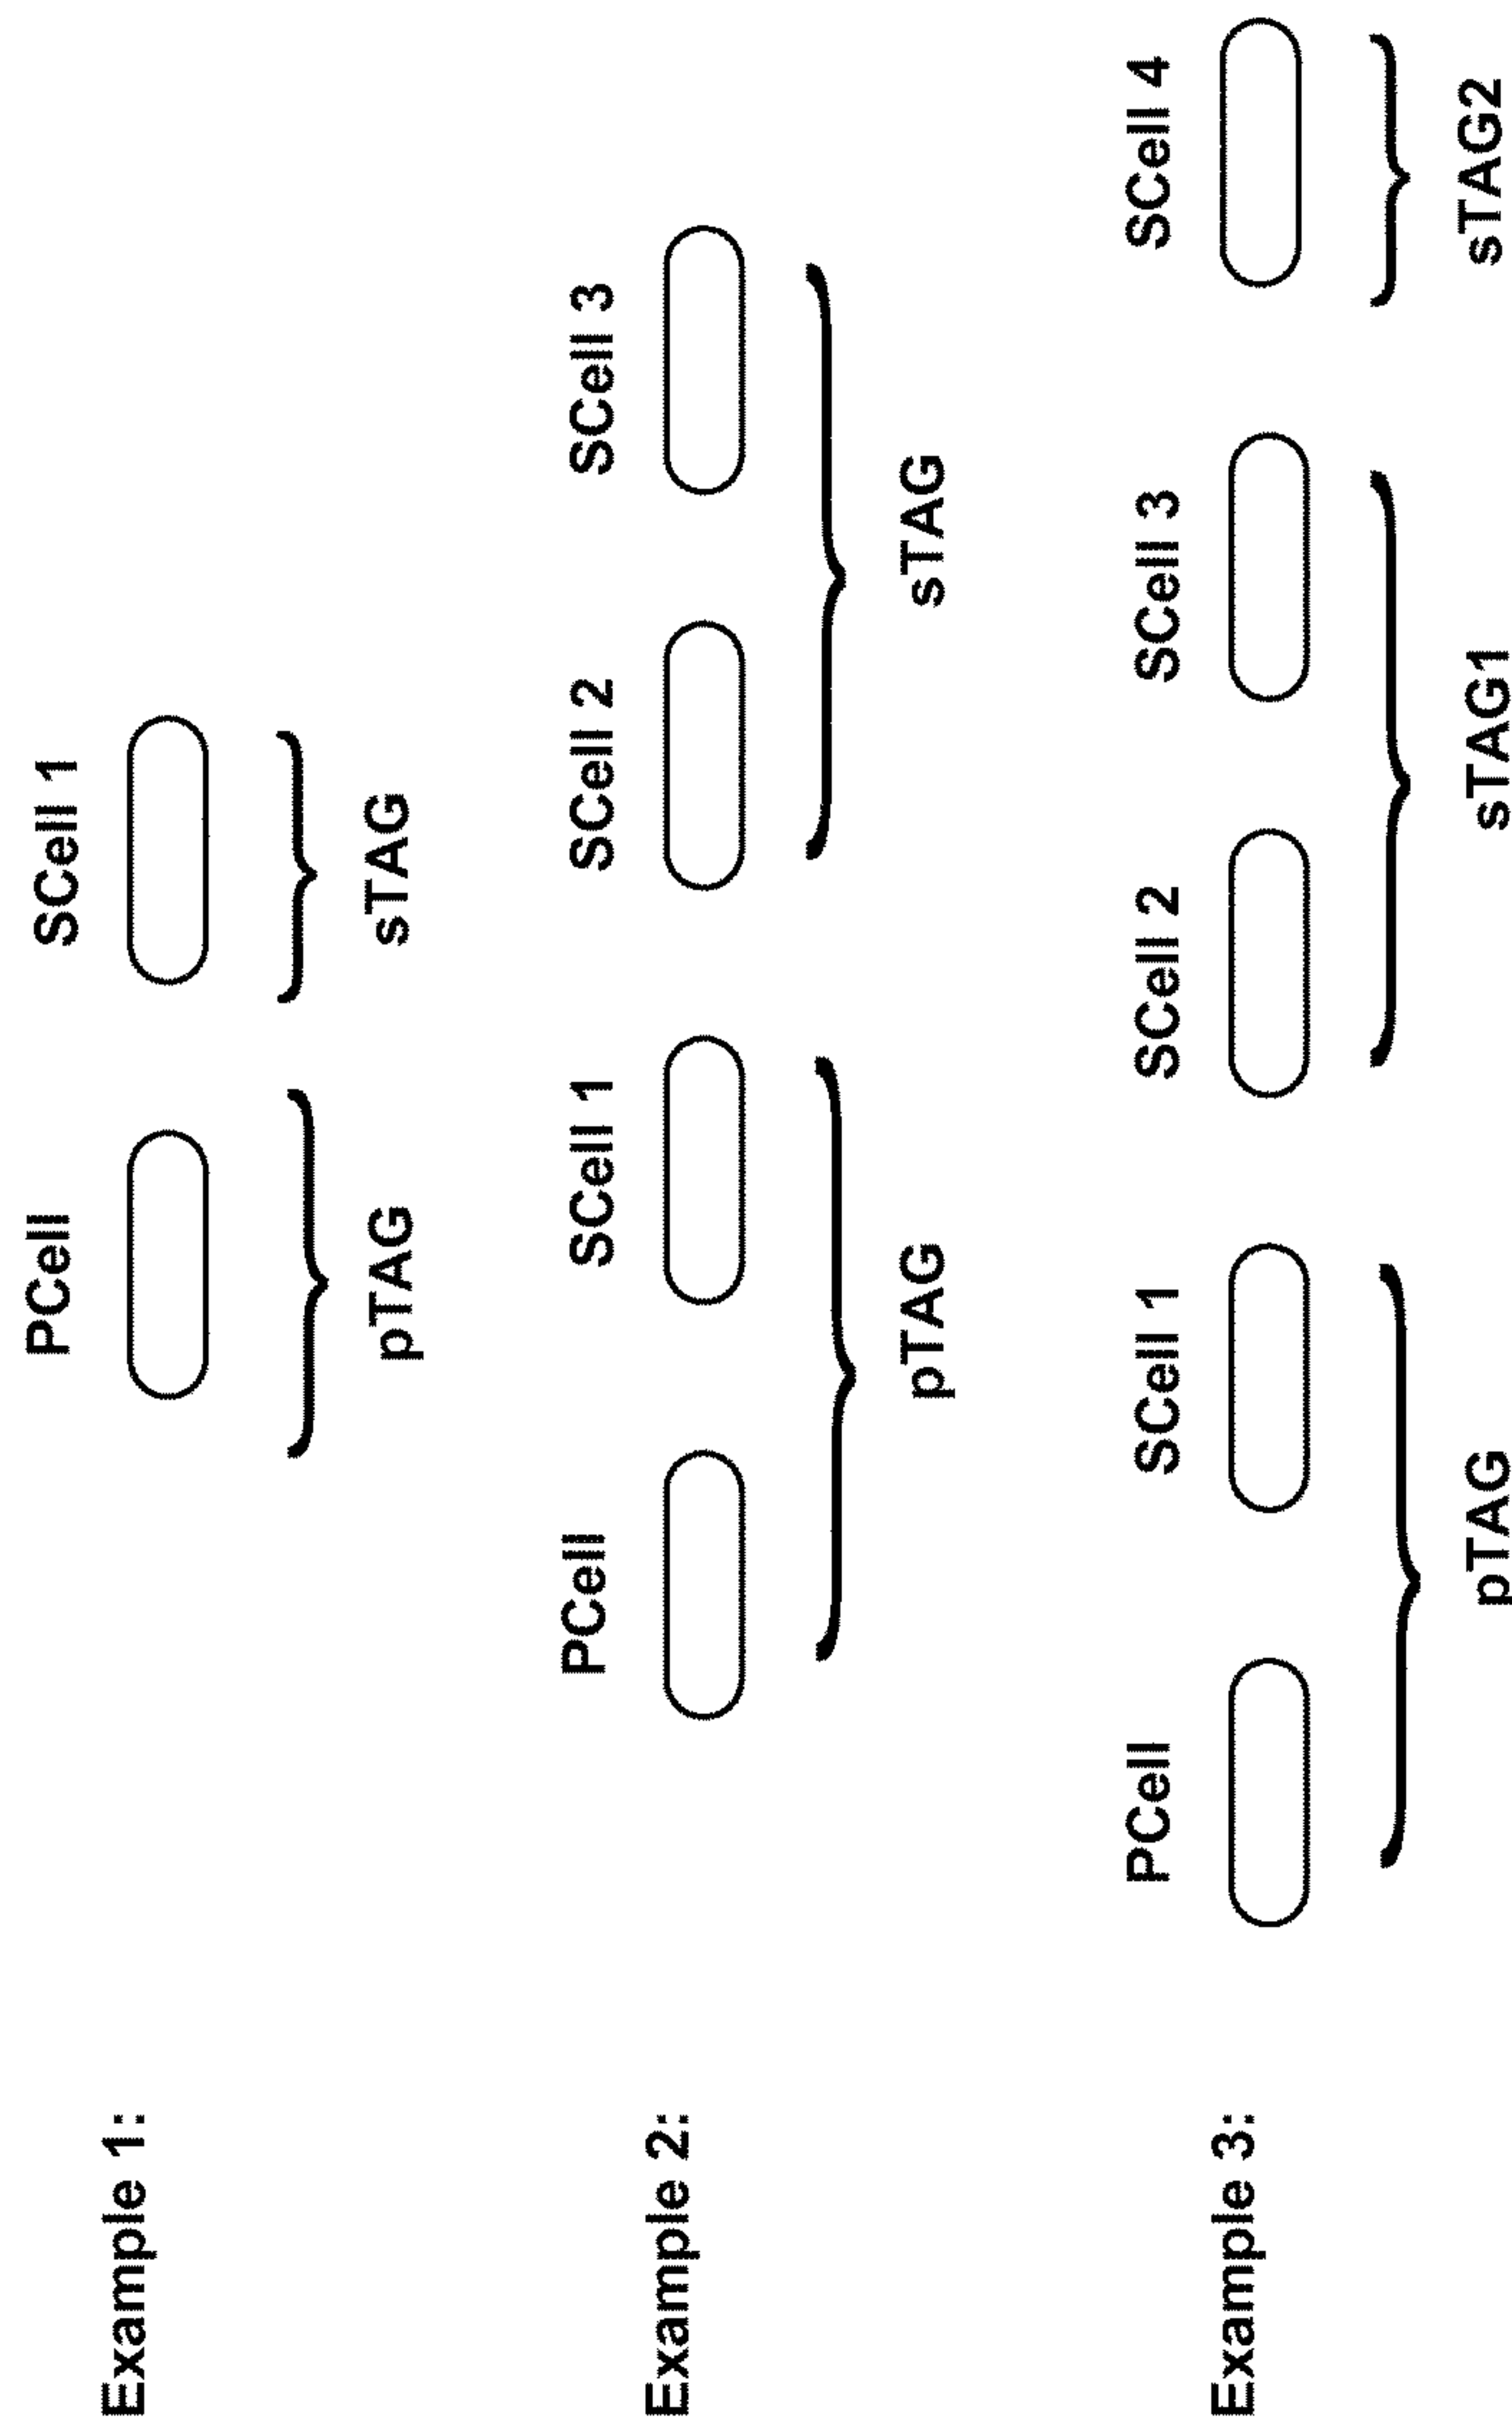 PCell SCell 1
Example 1:
pTAG sTAG
PCell SCell 1 SCell 2 SCell 3
Example 2:
pTAG sTAG
PCell SCell 1 SCell 2 SCell 3 SCell 4
Example 3:
pTAG sTAG1 sTAG2